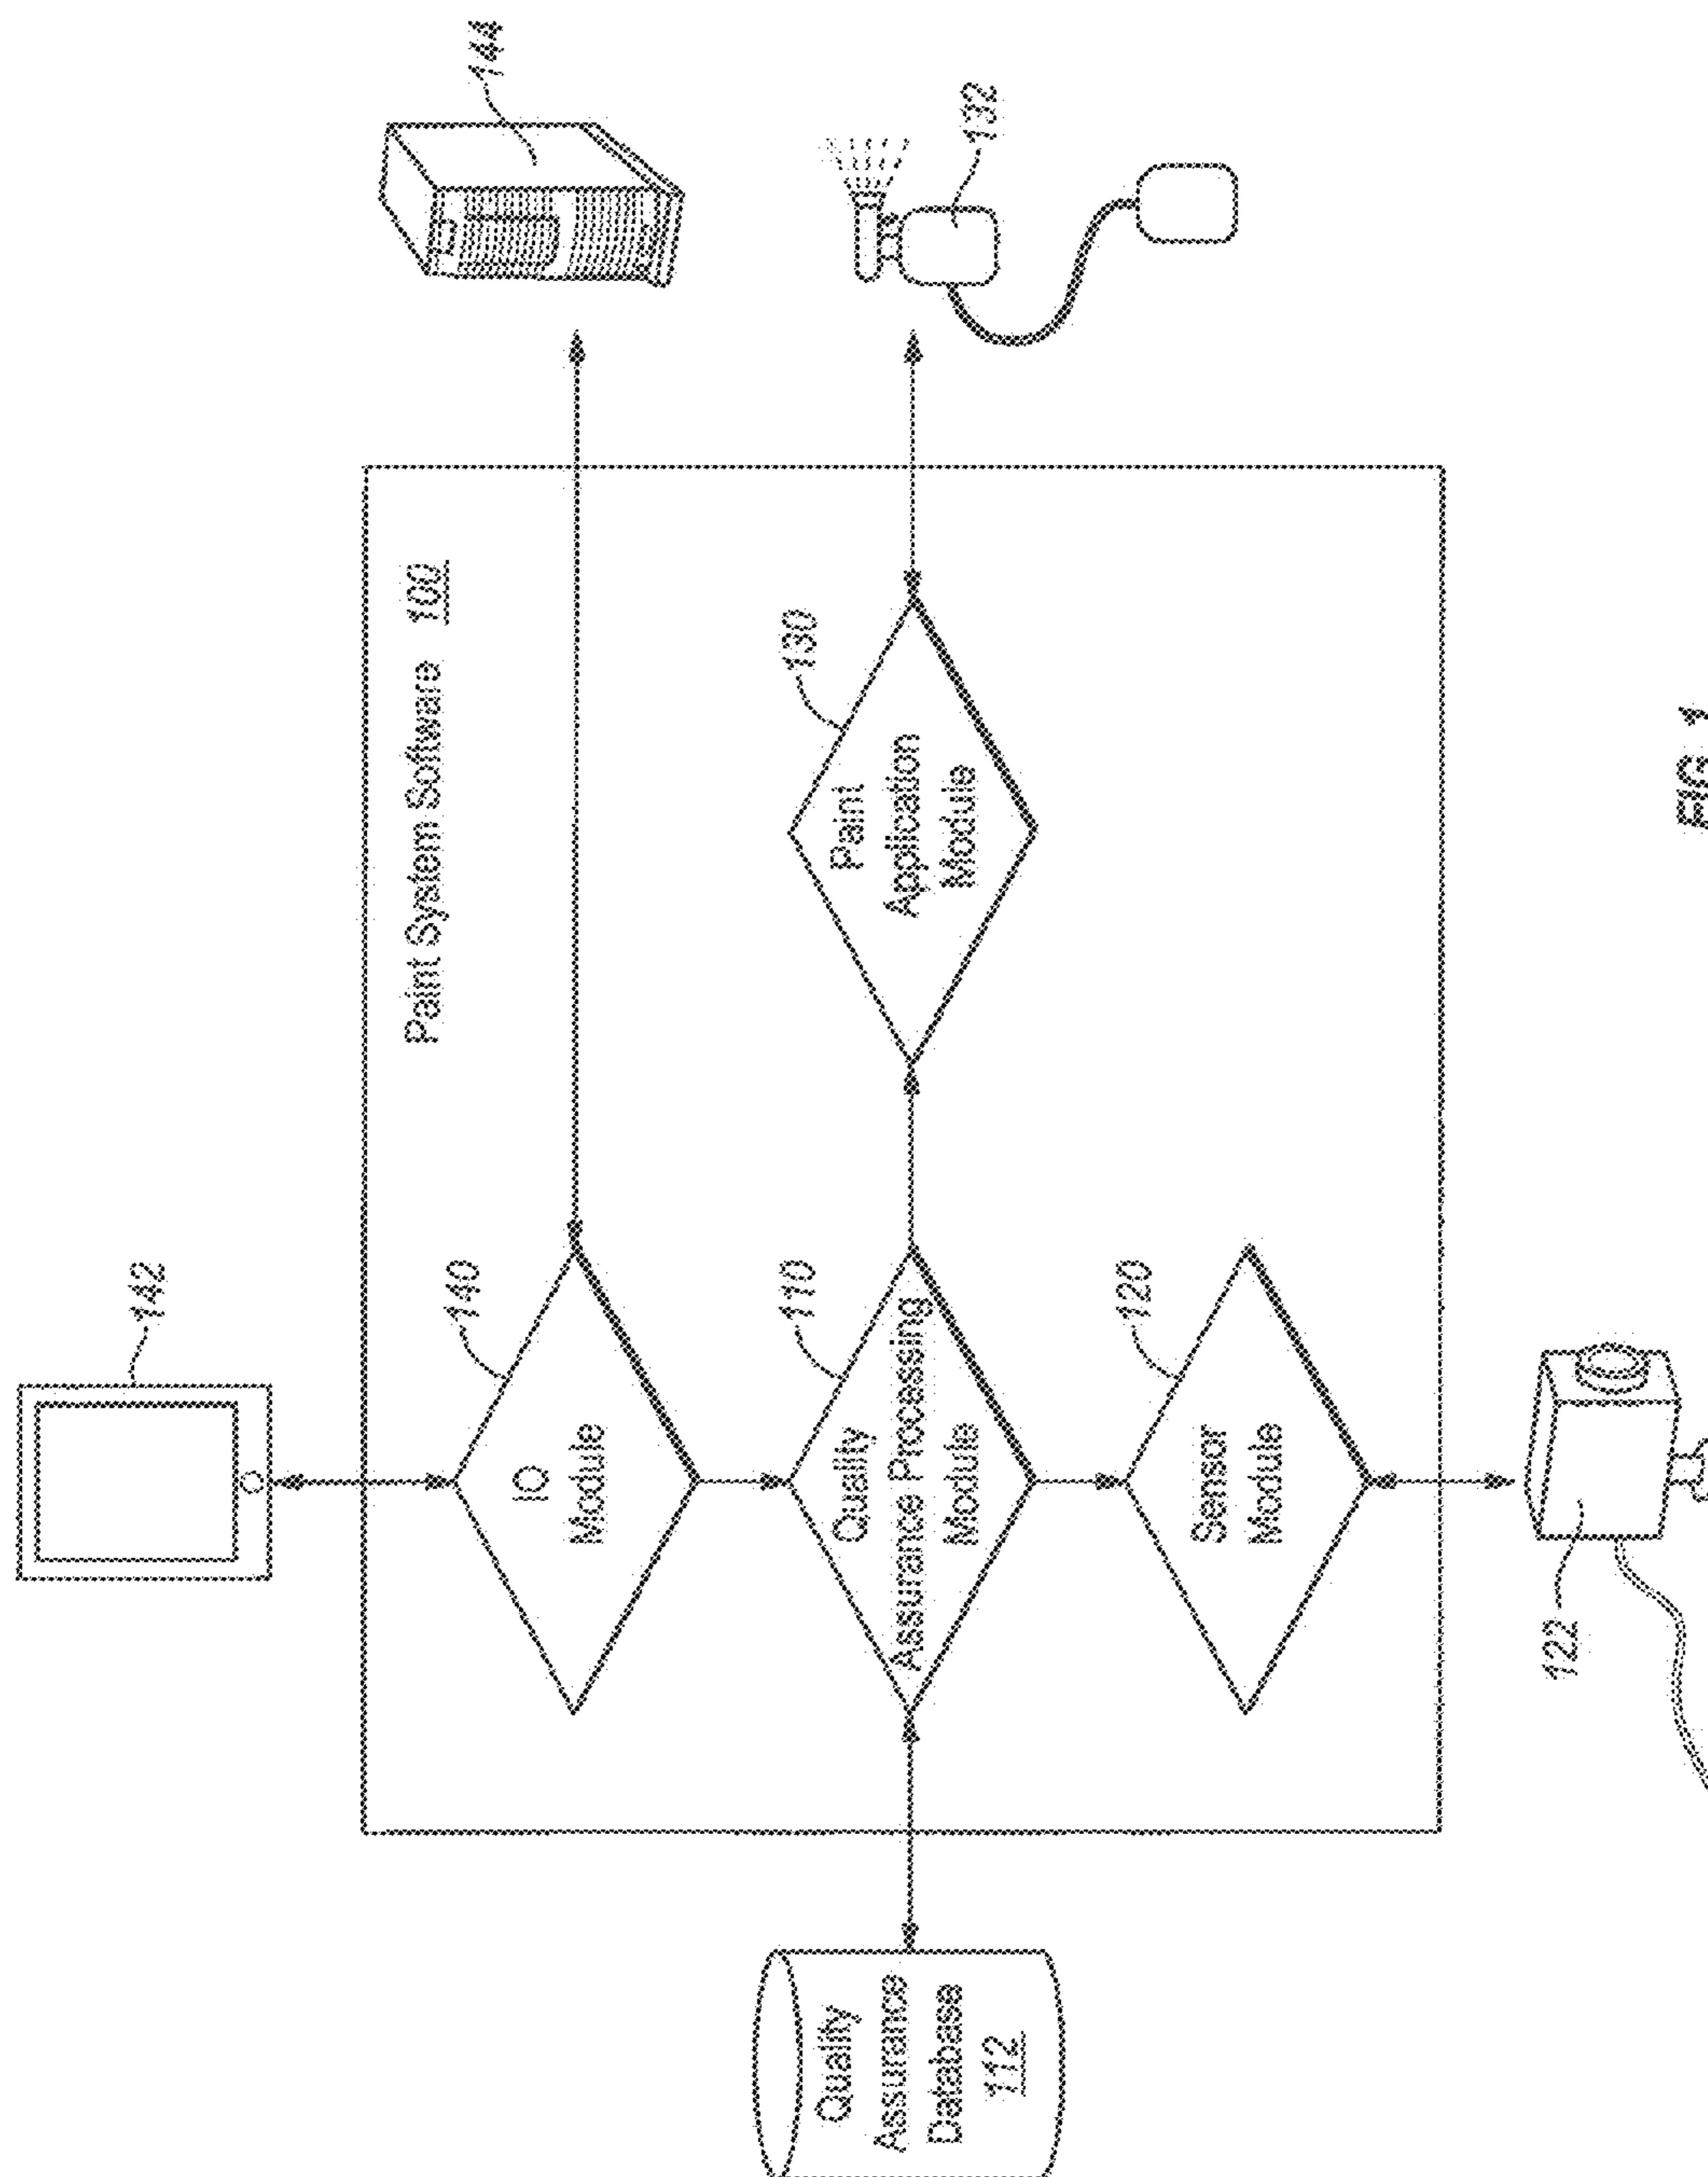 142
144
Paint System Software 100
140
IO
Module
Quality
Assurance
Database
112
110
Quality
Assurance Processing
Module
130
Paint
Application
Module
132
120
Sensor
Module
122
FIG. 1